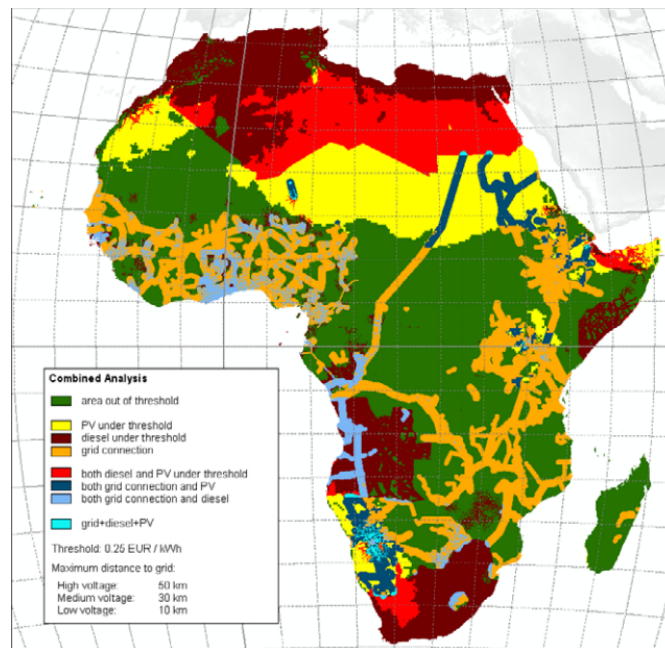 Combined Analysis
area out of threshold
PV under threshold
diesel under threshold
grid connection
both diesel and PV under threshold
both grid connection and PV
both grid connection and diesel
grid+diesel+PV
Threshold: 0.25 EUR / kWh
Maximum distance to grid:
High voltage: 50 km
Medium voltage: 30 km
Low voltage: 10 km